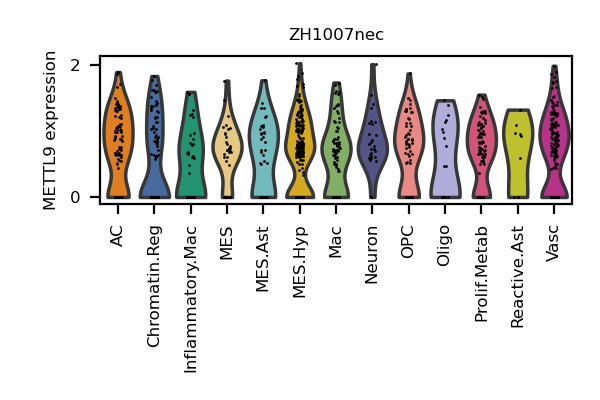 ZH1007nec
METTL9 expression
2
0
AC
Chromatin.Reg
Inflammatory.Mac
MES
MES.Ast
MES.Hyp
Mac
Neuron
OPC
Oligo
Prolif.Metab
Reactive.Ast
Vasc